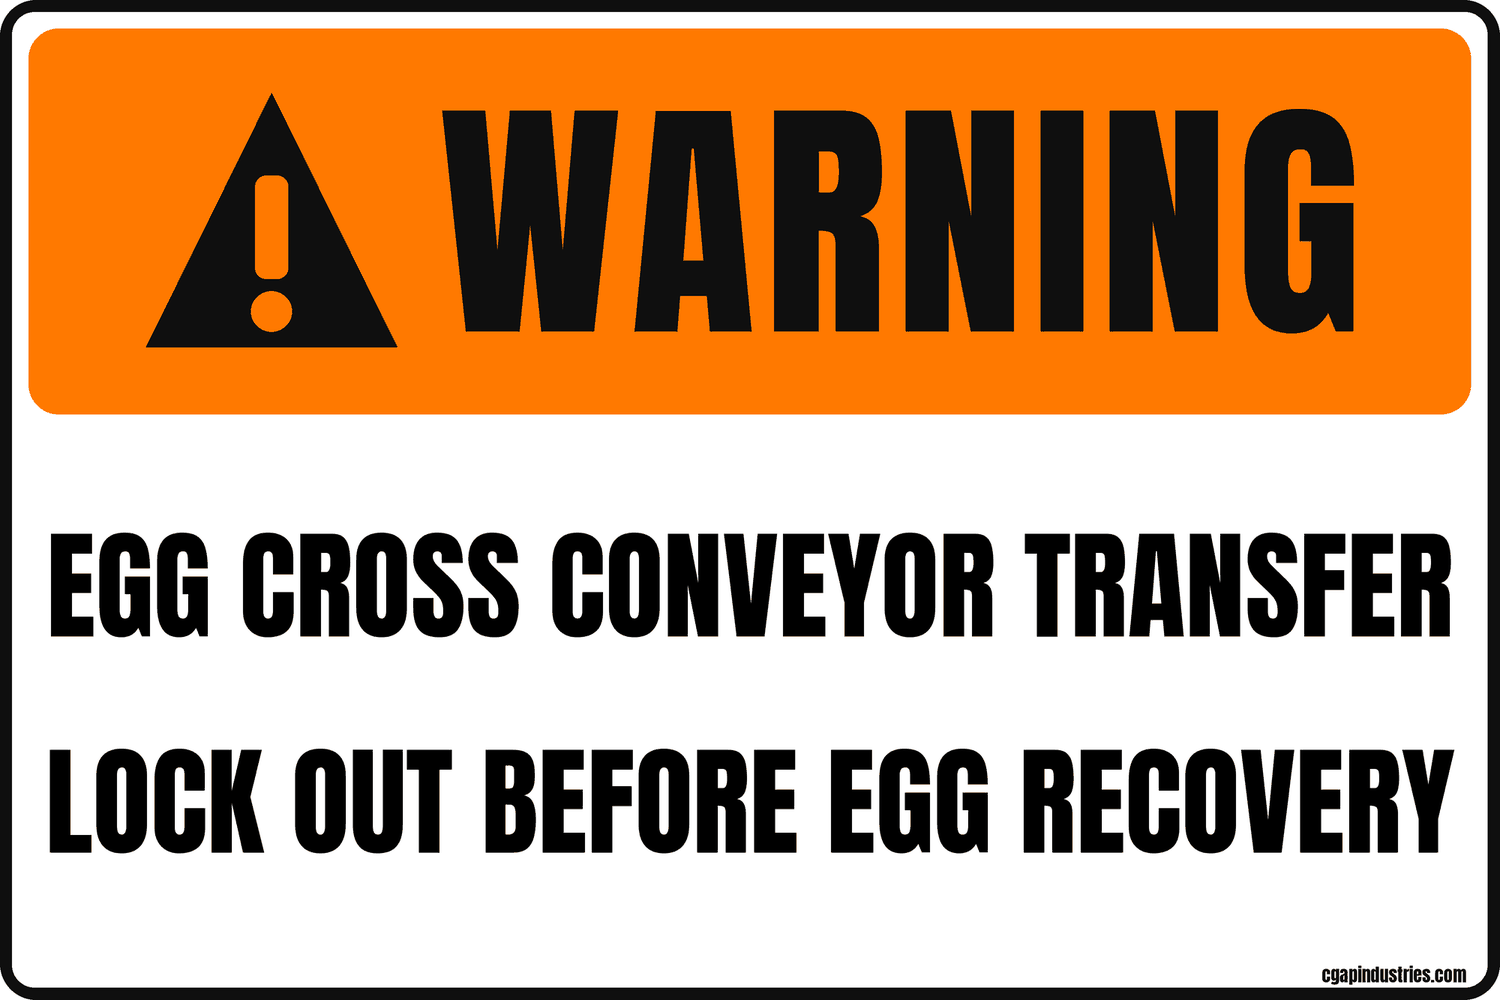 WARNING
EGG CROSS CONVEYOR TRANSFER
LOCK OUT BEFORE EGG RECOVERY
cgapindustries.com